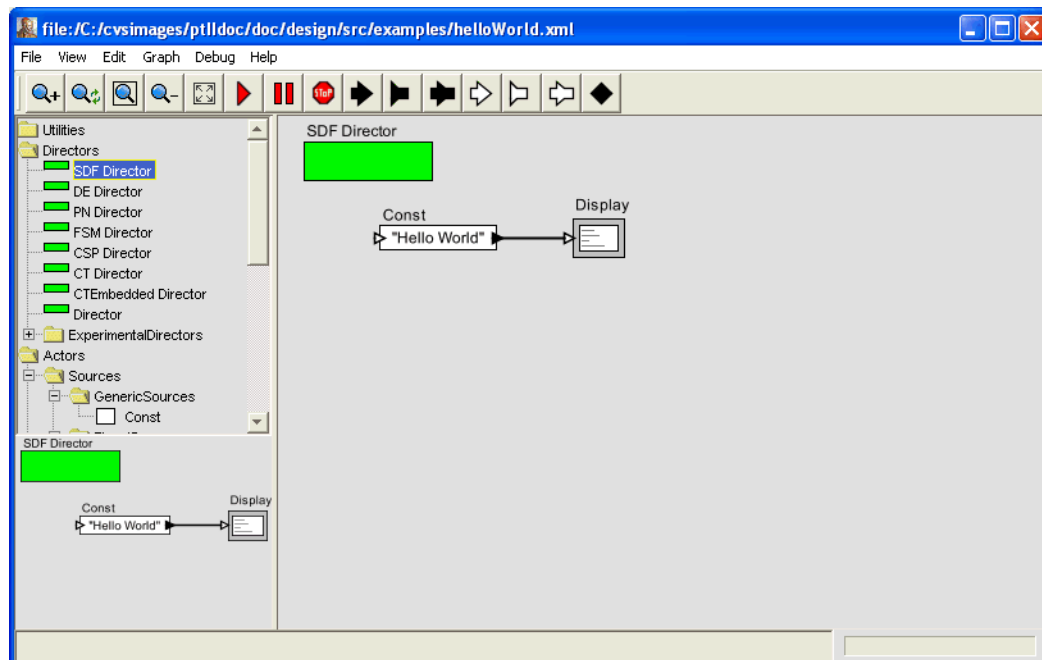 file:/C:/cvsimages/ptIIdoc/doc/design/src/examples/helloWorld.xml
File View Edit Graph Debug Help
STOP
Utilities
Directors
SDF Director
DE Director
PN Director
FSM Director
CSP Director
CT Director
CTEmbedded Director
Director
ExperimentalDirectors
Actors
Sources
GenericSources
Const
SDF Director
Const
Display
"Hello World"
SDF Director
Display
Const
"Hello World"